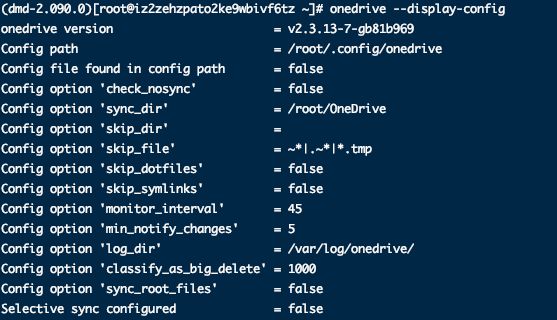 (dmd-2.090.0)[root@iz2zehzpato2ke9wbivf6tz ~]# onedrive --display-config
onedrive version                       = v2.3.13-7-gb81b969
Config path                            = /root/.config/onedrive
Config file found in config path       = false
Config option 'check_nosync'           = false
Config option 'sync_dir'               = /root/OneDrive
Config option 'skip_dir'               =
Config option 'skip_file'              = ~*|.~*|*.tmp
Config option 'skip_dotfiles'          = false
Config option 'skip_symlinks'          = false
Config option 'monitor_interval'       = 45
Config option 'min_notify_changes'     = 5
Config option 'log_dir'                = /var/log/onedrive/
Config option 'classify_as_big_delete' = 1000
Config option 'sync_root_files'        = false
Selective sync configured              = false